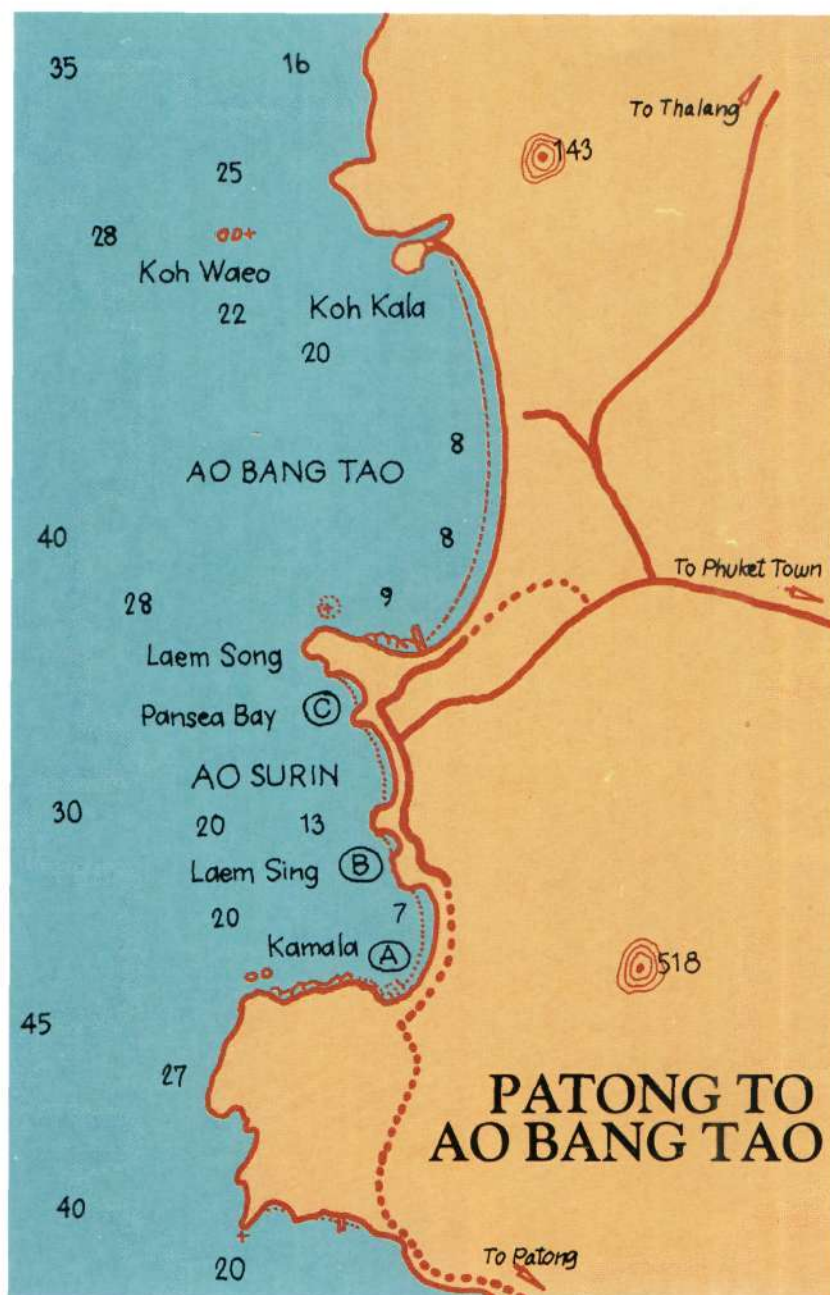 35
16
To Thalang
143
25
28
Koh Waeo
22
Koh Kala
20
8
AO BANG TAO
8
40
To Phuket Town
9
28
Laem Song
Pansea Bay C
AO SURIN
30
20
13
Laem Sing B
20
7
Kamala A
518
45
27
PATONG TO
AO BANG TAO
40
To Patong
20